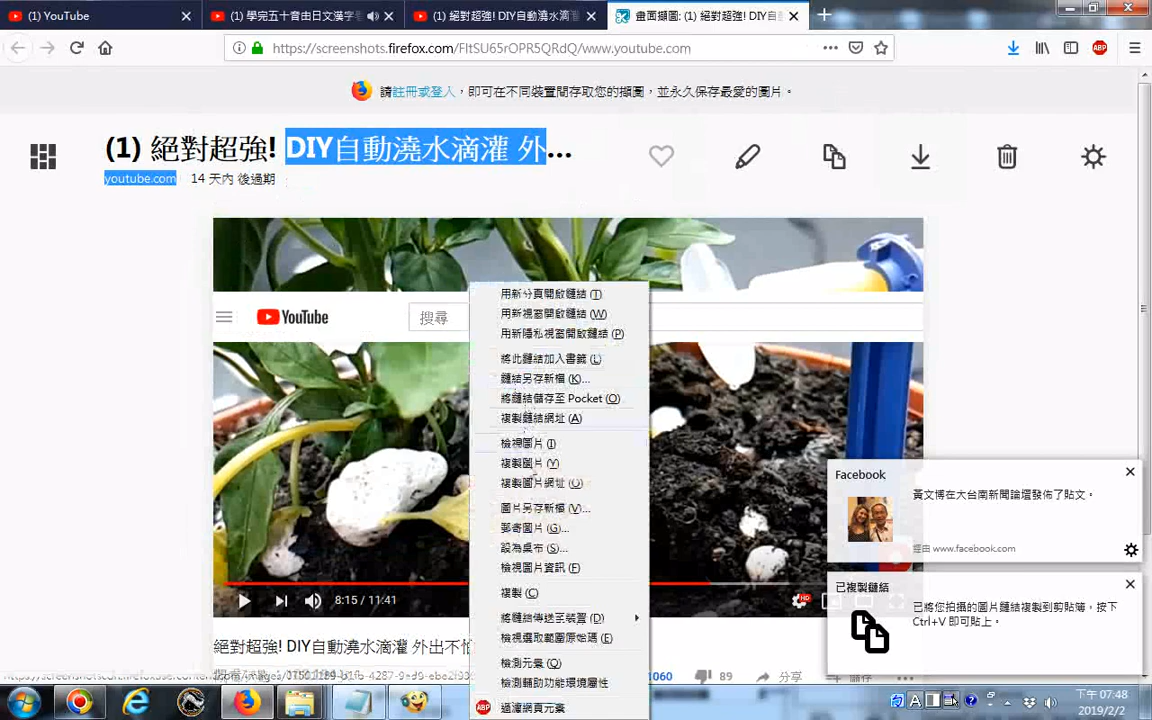 (1) YouTube
(1) 學完五十音由日文漢字
(1) 絕對超強! DIY自動澆水滴灌
畫面擷圖: (1) 絕對超強! DIY自
https://screenshots.firefox.com/FItSU65rOPR5QRdQ/www.youtube.com
ABP
請註冊或登入，即可在不同裝置間存取您的擷圖，並永久保存最愛的圖片。
(1) 絕對超強! DIY自動澆水滴灌 外...
youtube.com 14 天內 後過期
YouTube
搜尋
用新分頁開啟鏈結 (T)
用新視窗開啟鏈結 (W)
用新隱私視窗開啟鏈結 (P)
將此鏈結加入書籤 (L)
鏈結另存新檔 (K)...
將鏈結儲存至 Pocket (O)
複製鏈結網址 (A)
檢視圖片 (I)
複製圖片 (Y)
複製圖片網址 (O)
圖片另存新檔 (V)...
郵寄圖片 (G)...
設為桌布 (S)...
檢視圖片資訊 (F)
複製 (C)
將鏈結傳送至裝置 (D)
檢視選取範圍原始碼 (E)
檢測元素 (Q)
檢測輔助功能環境屬性
過濾網頁元素
Facebook
黃文博在大台南新聞論壇發佈了貼文。
經由 www.facebook.com
已複製鏈結
已將您拍攝的圖片鏈結複製到剪貼簿，按下
Ctrl+V 即可貼上。
8:15 / 11:41
HD
絕對超強! DIY自動澆水滴灌 外出不怕
1060
89
分享
儲存
下午 07:48
2019/2/2